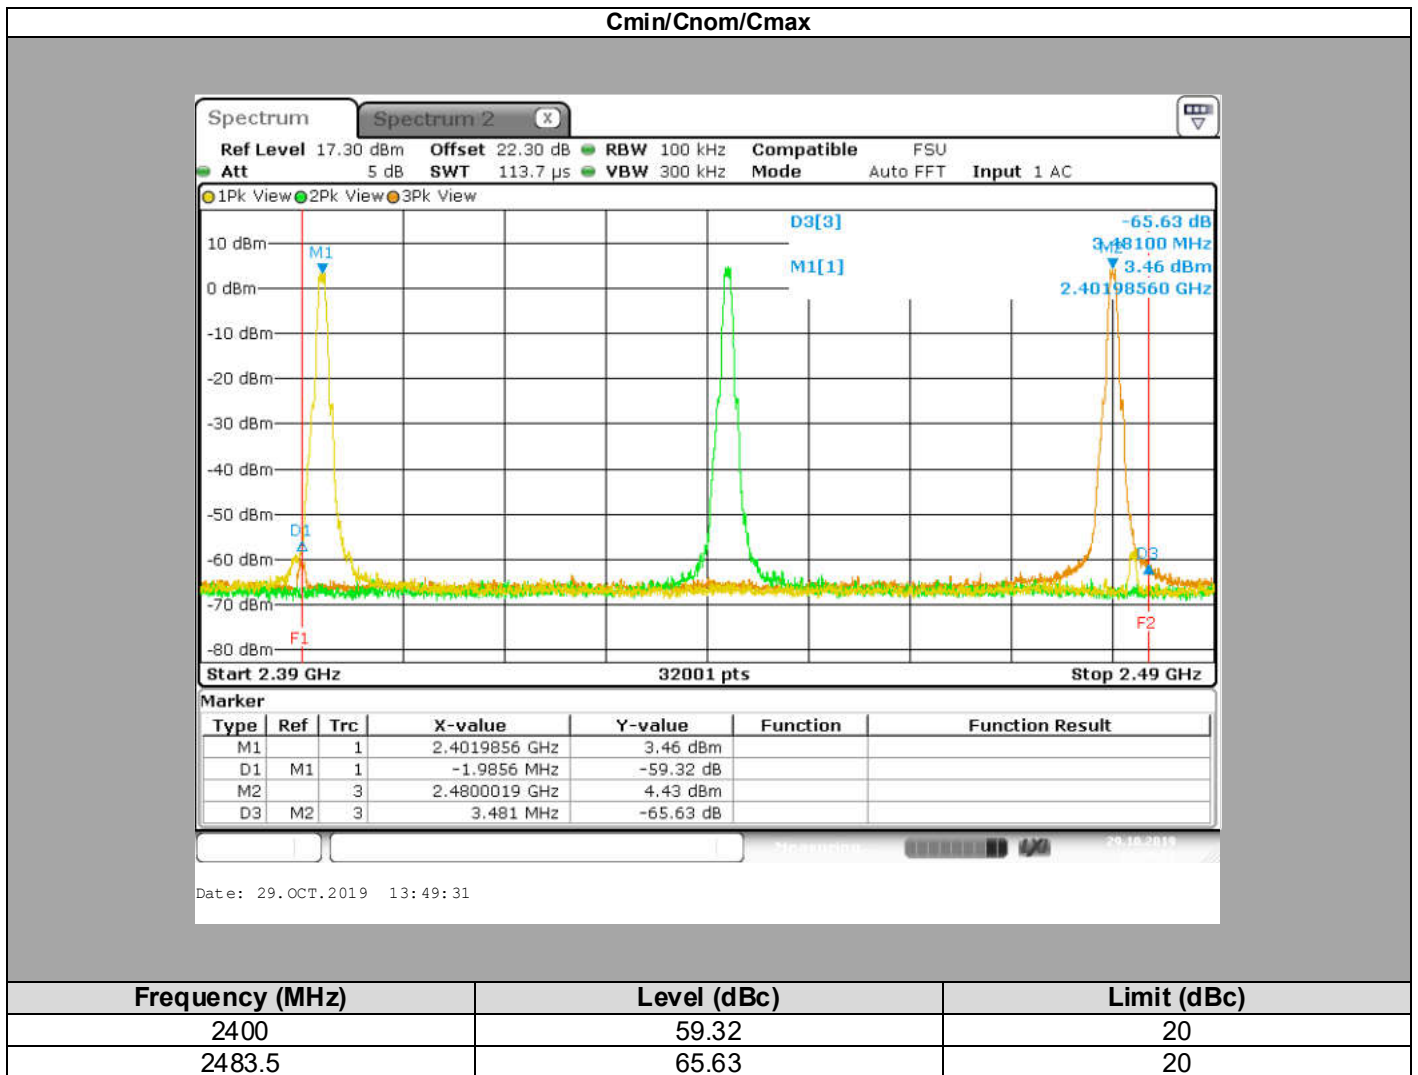 Cmin/Cnom/Cmax
Spectrum Spectrum 2 X
Ref Level 17.30 dBm Offset 22.30 dB RBW 100 kHz Compatible FSU
Att 5 dB SWT 113.7 µs VBW 300 kHz Mode Auto FFT Input 1 AC
1Pk View 2Pk View 3Pk View
D3[3] -65.63 dB
3.48100 MHz
M1[1] 3.46 dBm
2.40198560 GHz
M1
M2
10 dBm
0 dBm
-10 dBm
-20 dBm
-30 dBm
-40 dBm
-50 dBm
D1
-60 dBm
D3
-70 dBm
F1
F2
-80 dBm
Start 2.39 GHz 32001 pts Stop 2.49 GHz
Marker
Type Ref Trc X-value Y-value Function Function Result
M1 1 2.4019856 GHz 3.46 dBm
D1 M1 1 -1.9856 MHz -59.32 dB
M2 3 2.4800019 GHz 4.43 dBm
D3 M2 3 3.481 MHz -65.63 dB
Measuring... 29.10.2019
Date: 29.OCT.2019 13:49:31
Frequency (MHz) Level (dBc) Limit (dBc)
2400 59.32 20
2483.5 65.63 20